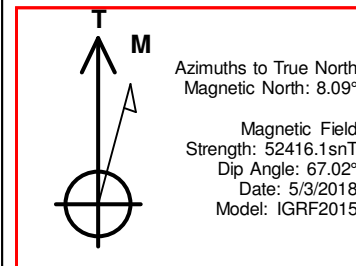 T
M
Azimuths to True North
Magnetic North: 8.09°
Magnetic Field
Strength: 52416.1snT
Dip Angle: 67.02°
Date: 5/3/2018
Model: IGRF2015